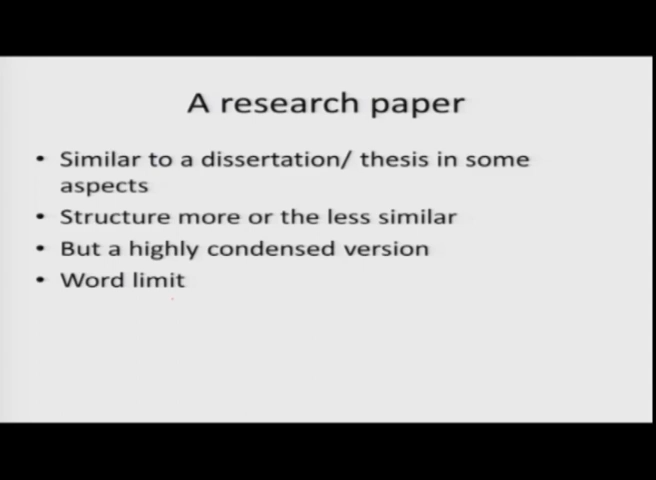 A research paper
• Similar to a dissertation/ thesis in some
aspects
• Structure more or the less similar
• But a highly condensed version
• Word limit